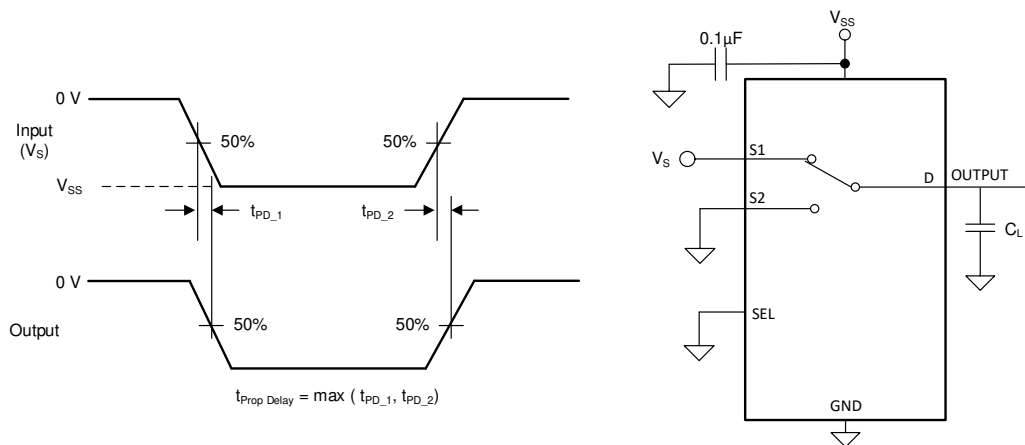 0 V
Input
(VS)
50%
50%
VSS
tPD_1
tPD_2
0 V
Output
50%
50%
tProp Delay = max ( tPD_1, tPD_2)
VSS
0.1µF
VS
S1
S2
D
OUTPUT
CL
SEL
GND